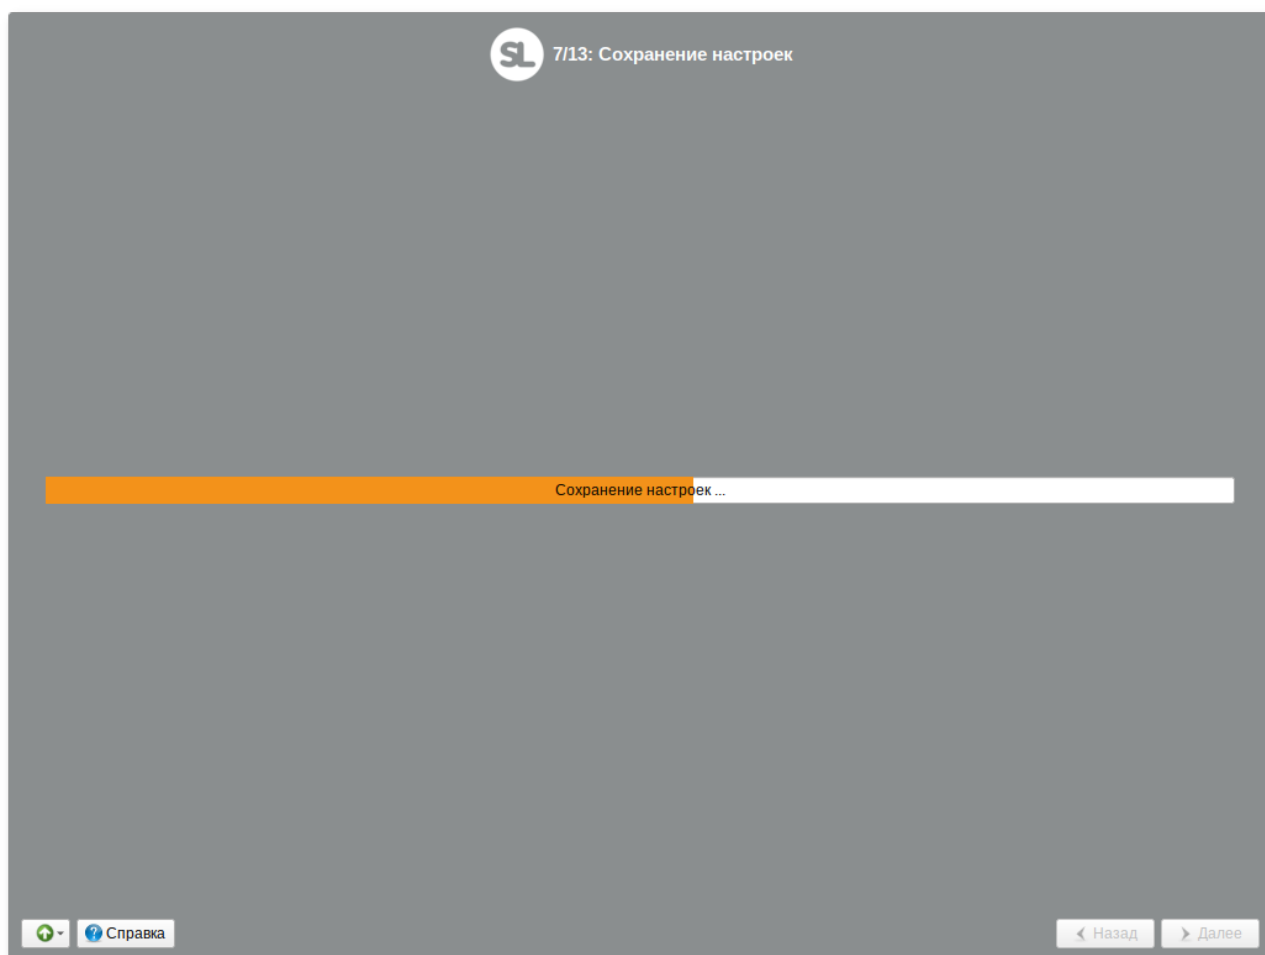 SL 7/13: Сохранение настроек
Сохранение настроек ...
Справка
Назад
Далее